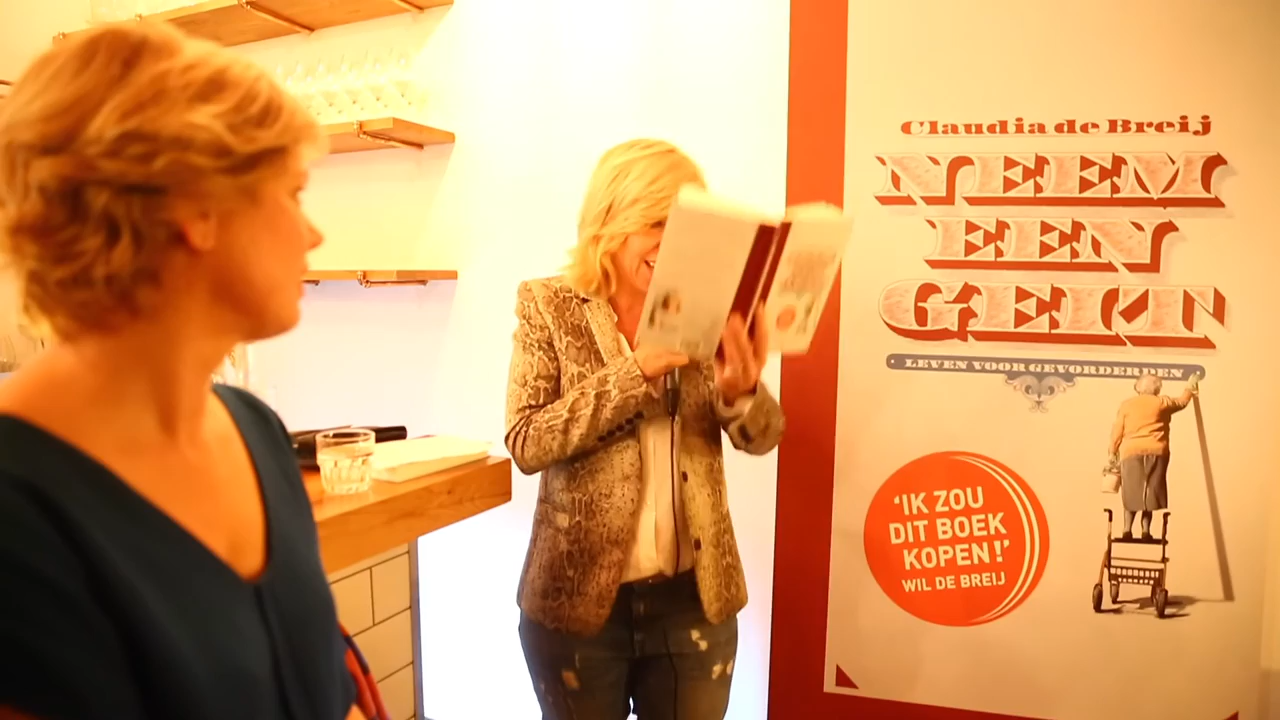 Claudia de Breij
NEEM
EEN
GEIT
LEVEN VOOR GEVORDERDEN
‘IK ZOU
DIT BOEK
KOPEN!’
WIL DE BREIJ